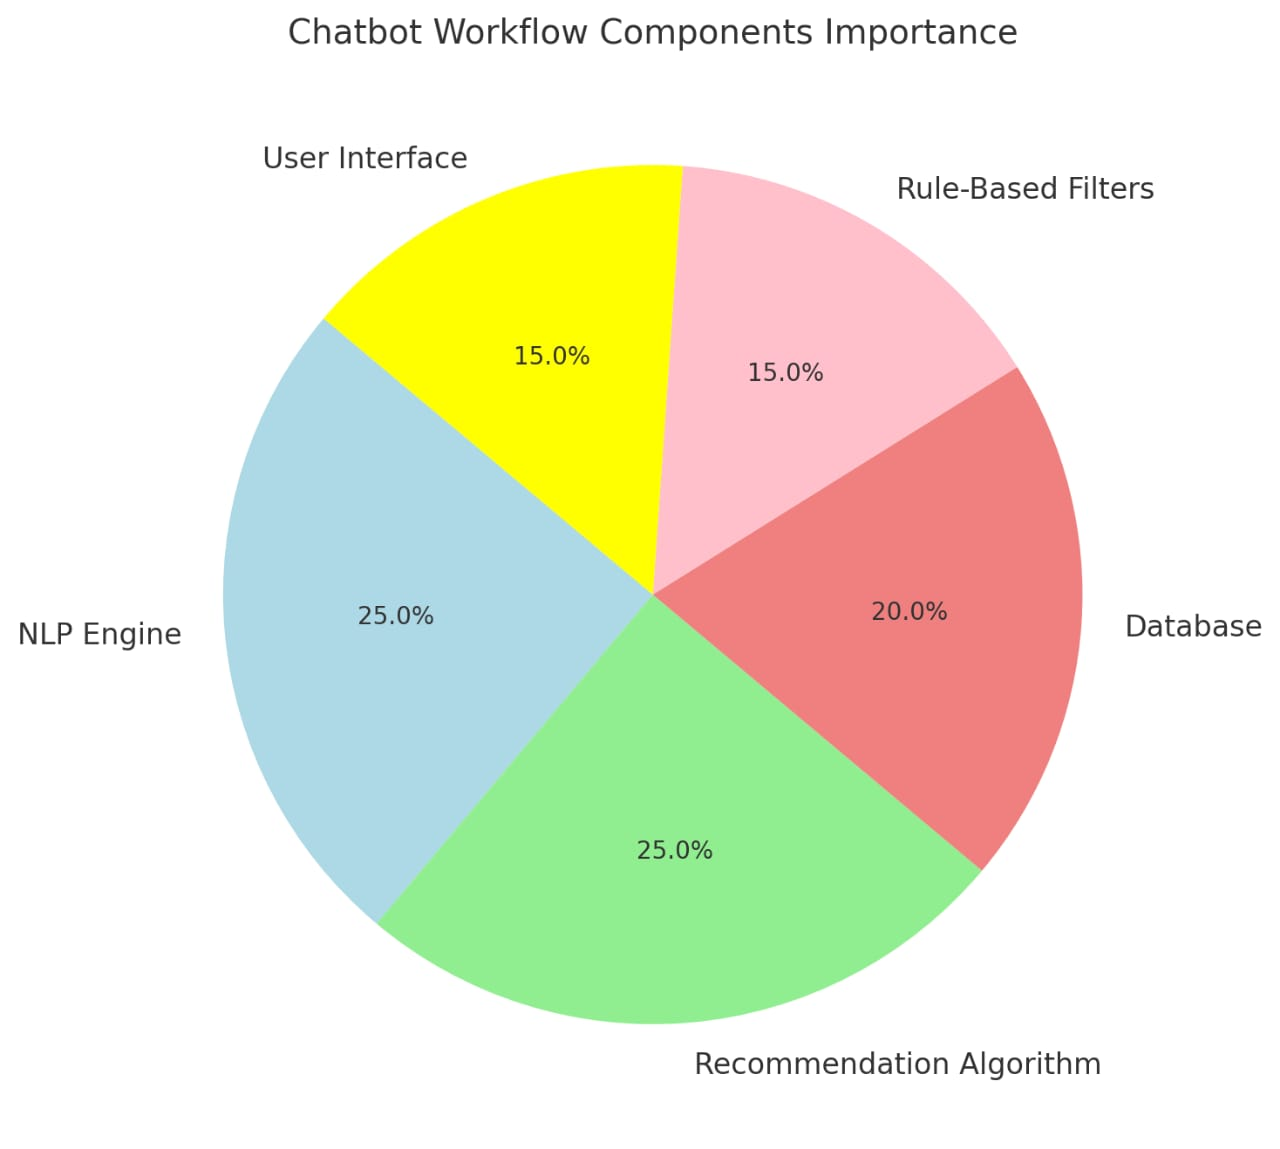 Chatbot Workflow Components Importance
User Interface
Rule-Based Filters
15.0%
15.0%
NLP Engine
25.0%
20.0%
Database
25.0%
Recommendation Algorithm